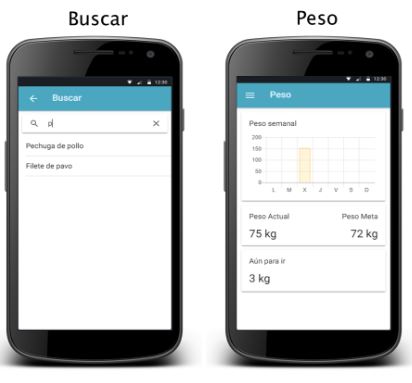 Buscar
12:30
Buscar
p
Pechuga de pollo
Filete de pavo
Peso
12:30
Peso
Peso semanal
200
150
100
50
0
L M X J V S D
Peso Actual Peso Meta
75 kg 72 kg
Aún para ir
3 kg